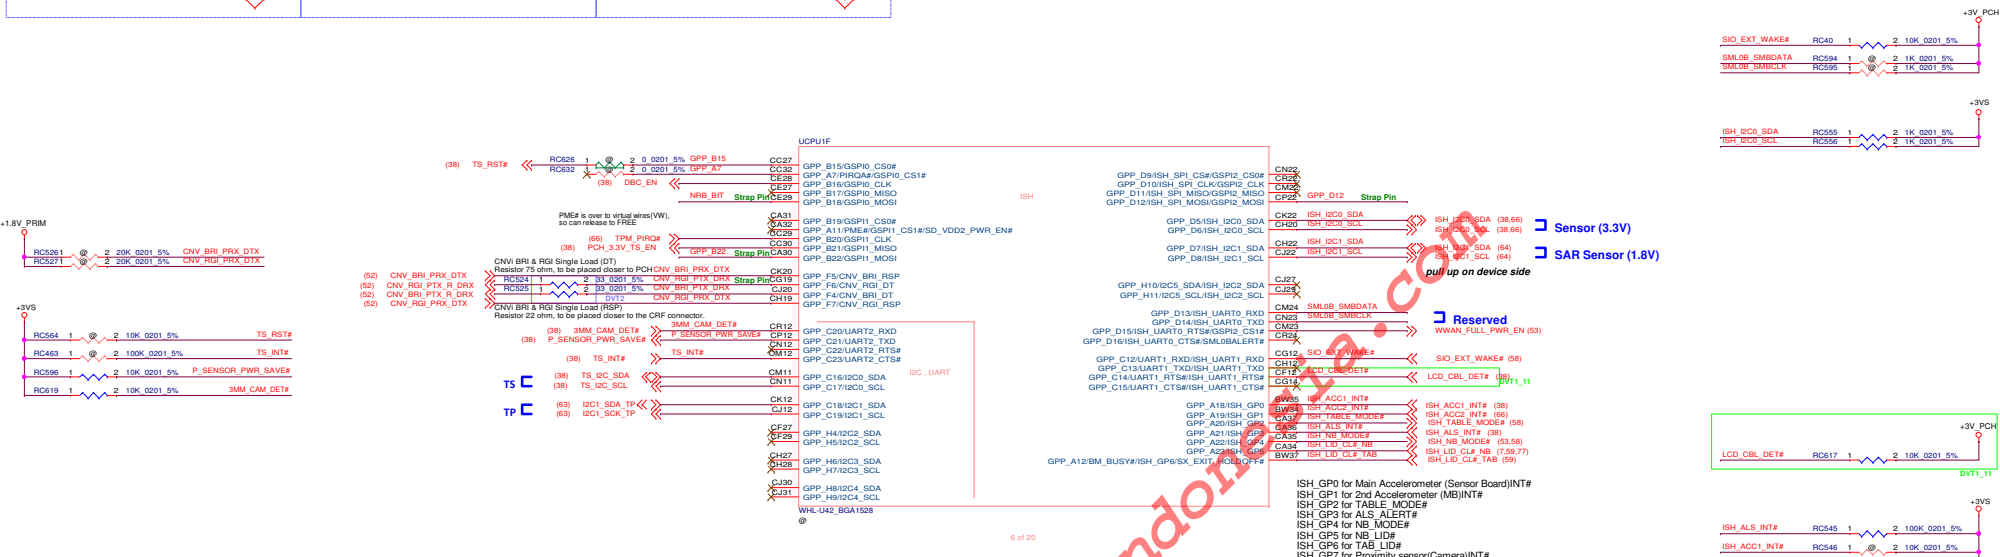 +3V_PCH
SIO_EXT_WAKE# RC40 1 2 10K_0201_5%
SML0B_SMBDATA RC594 1 @ 2 1K_0201_5%
SML0B_SMBCLK RC595 1 @ 2 1K_0201_5%
+3VS
ISH_I2C0_SDA RC555 1 2 1K_0201_5%
ISH_I2C0_SCL RC556 1 2 1K_0201_5%
+3V_PCH
LCD_CBL_DET# RC617 1 2 10K_0201_5%
DVT1_11
+3VS
ISH_ALS_INT# RC545 1 2 100K_0201_5%
ISH_ACC1_INT# RC546 1 @ 2 10K_0201_5%
+1.8V_PRIM
RC5261 @ 2 20K_0201_5% CNV_BRI_PRX_DTX
RC5271 @ 2 20K_0201_5% CNV_RGI_PRX_DTX
+3VS
RC564 1 @ 2 10K_0201_5% TS_RST#
RC463 1 @ 2 100K_0201_5% TS_INT#
RC596 1 2 10K_0201_5% P_SENSOR_PWR_SAVE#
RC619 1 2 10K_0201_5% 3MM_CAM_DET#
UCPU1F
ISH
(38) TS_RST# RC626 1 @ 2 0_0201_5% GPP_B15 CC27 GPP_B15/GSPI0_CS0#
RC632 1 @ 2 0_0201_5% GPP_A7 CC32 GPP_A7/PIRQA#/GSPI0_CS1#
(38) DBC_EN CE28 GPP_B16/GSPI0_CLK
CE27 GPP_B17/GSPI0_MISO
NRB_BIT Strap Pin CE29 GPP_B18/GSPI0_MOSI
PME# is over to virtual wires(VW),
so can release to FREE
CA31 GPP_B19/GSPI1_CS0#
CA32 GPP_A11/PME#/GSPI1_CS1#/SD_VDD2_PWR_EN#
(66) TPM_PIRQ# CC29 GPP_B20/GSPI1_CLK
(38) PCH_3.3V_TS_EN CC30 GPP_B21/GSPI1_MISO
GPP_B22 Strap Pin CA30 GPP_B22/GSPI1_MOSI
CNVi BRI & RGI Single Load (DT)
Resistor 75 ohm, to be placed closer to PCH
(52) CNV_BRI_PRX_DTX CNV_BRI_PRX_DTX CK20 GPP_F5/CNV_BRI_RSP
(52) CNV_RGI_PTX_R_DRX RC524 1 2 33_0201_5% CNV_RGI_PTX_DRX Strap Pin CG19 GPP_F6/CNV_RGI_DT
(52) CNV_BRI_PTX_R_DRX RC525 1 2 33_0201_5% CNV_BRI_PTX_DRX CJ20 GPP_F4/CNV_BRI_DT
(52) CNV_RGI_PRX_DTX DVT2 CNV_RGI_PRX_DTX CH19 GPP_F7/CNV_RGI_RSP
CNVi BRI & RGI Single Load (RSP)
Resistor 22 ohm, to be placed closer to the CRF connector.
(38) 3MM_CAM_DET# 3MM_CAM_DET# CR12 GPP_C20/UART2_RXD
(38) P_SENSOR_PWR_SAVE# P_SENSOR_PWR_SAVE# CP12 GPP_C21/UART2_TXD
CN12 GPP_C22/UART2_RTS#
(38) TS_INT# TS_INT# CM12 GPP_C23/UART2_CTS#
I2C , UART
TS
(38) TS_I2C_SDA CM11 GPP_C16/I2C0_SDA
(38) TS_I2C_SCL CN11 GPP_C17/I2C0_SCL
TP
(63) I2C1_SDA_TP CK12 GPP_C18/I2C1_SDA
(63) I2C1_SCK_TP CJ12 GPP_C19/I2C1_SCL
CF27 GPP_H4/I2C2_SDA
CF29 GPP_H5/I2C2_SCL
CH27 GPP_H6/I2C3_SDA
CH28 GPP_H7/I2C3_SCL
CJ30 GPP_H8/I2C4_SDA
CJ31 GPP_H9/I2C4_SCL
WHL-U42_BGA1528
@
6 of 20
GPP_D9/ISH_SPI_CS#/GSPI2_CS0# CN22
GPP_D10/ISH_SPI_CLK/GSPI2_CLK CR22
GPP_D11/ISH_SPI_MISO/GSPI2_MISO CM22
GPP_D12/ISH_SPI_MOSI/GSPI2_MOSI CP22 GPP_D12 Strap Pin
GPP_D5/ISH_I2C0_SDA CK22 ISH_I2C0_SDA ISH_I2C0_SDA (38,66)
GPP_D6/ISH_I2C0_SCL CH20 ISH_I2C0_SCL ISH_I2C0_SCL (38,66)
Sensor (3.3V)
GPP_D7/ISH_I2C1_SDA CH22 ISH_I2C1_SDA ISH_I2C1_SDA (64)
GPP_D8/ISH_I2C1_SCL CJ22 ISH_I2C1_SCL ISH_I2C1_SCL (64)
SAR Sensor (1.8V)
pull up on device side
GPP_H10/I2C5_SDA/ISH_I2C2_SDA CJ27
GPP_H11/I2C5_SCL/ISH_I2C2_SCL CJ29
GPP_D13/ISH_UART0_RXD CM24 SML0B_SMBDATA
GPP_D14/ISH_UART0_TXD CN23 SML0B_SMBCLK
Reserved
GPP_D15/ISH_UART0_RTS#/GSPI2_CS1# CM23 WWAN_FULL_PWR_EN (53)
GPP_D16/ISH_UART0_CTS#/SML0BALERT# CR24
GPP_C12/UART1_RXD/ISH_UART1_RXD CG12 SIO_EXT_WAKE# SIO_EXT_WAKE# (58)
GPP_C13/UART1_TXD/ISH_UART1_TXD CH12
GPP_C14/UART1_RTS#/ISH_UART1_RTS# CF12 LCD_CBL_DET# LCD_CBL_DET# (38)
GPP_C15/UART1_CTS#/ISH_UART1_CTS# CG14 DVT1_11
GPP_A18/ISH_GP0 BW35 ISH_ACC1_INT# ISH_ACC1_INT# (38)
GPP_A19/ISH_GP1 BW34 ISH_ACC2_INT# ISH_ACC2_INT# (66)
GPP_A20/ISH_GP2 CA37 ISH_TABLE_MODE# ISH_TABLE_MODE# (58)
GPP_A21/ISH_GP3 CA36 ISH_ALS_INT# ISH_ALS_INT# (38)
GPP_A22/ISH_GP4 CA35 ISH_NB_MODE# ISH_NB_MODE# (53,58)
GPP_A23/ISH_GP5 CA34 ISH_LID_CL#_NB ISH_LID_CL#_NB (7,59,77)
GPP_A12/BM_BUSY#/ISH_GP6/SX_EXIT_HOLDOFF# BW37 ISH_LID_CL#_TAB ISH_LID_CL#_TAB (59)
ISH_GP0 for Main Accelerometer (Sensor Board)INT#
ISH_GP1 for 2nd Accelerometer (MB)INT#
ISH_GP2 for TABLE_MODE#
ISH_GP3 for ALS_ALERT#
ISH_GP4 for NB_MODE#
ISH_GP5 for NB_LID#
ISH_GP6 for TAB_LID#
ISH_GP7 for Proximity sensor(Camera)INT#
ndonesia.com